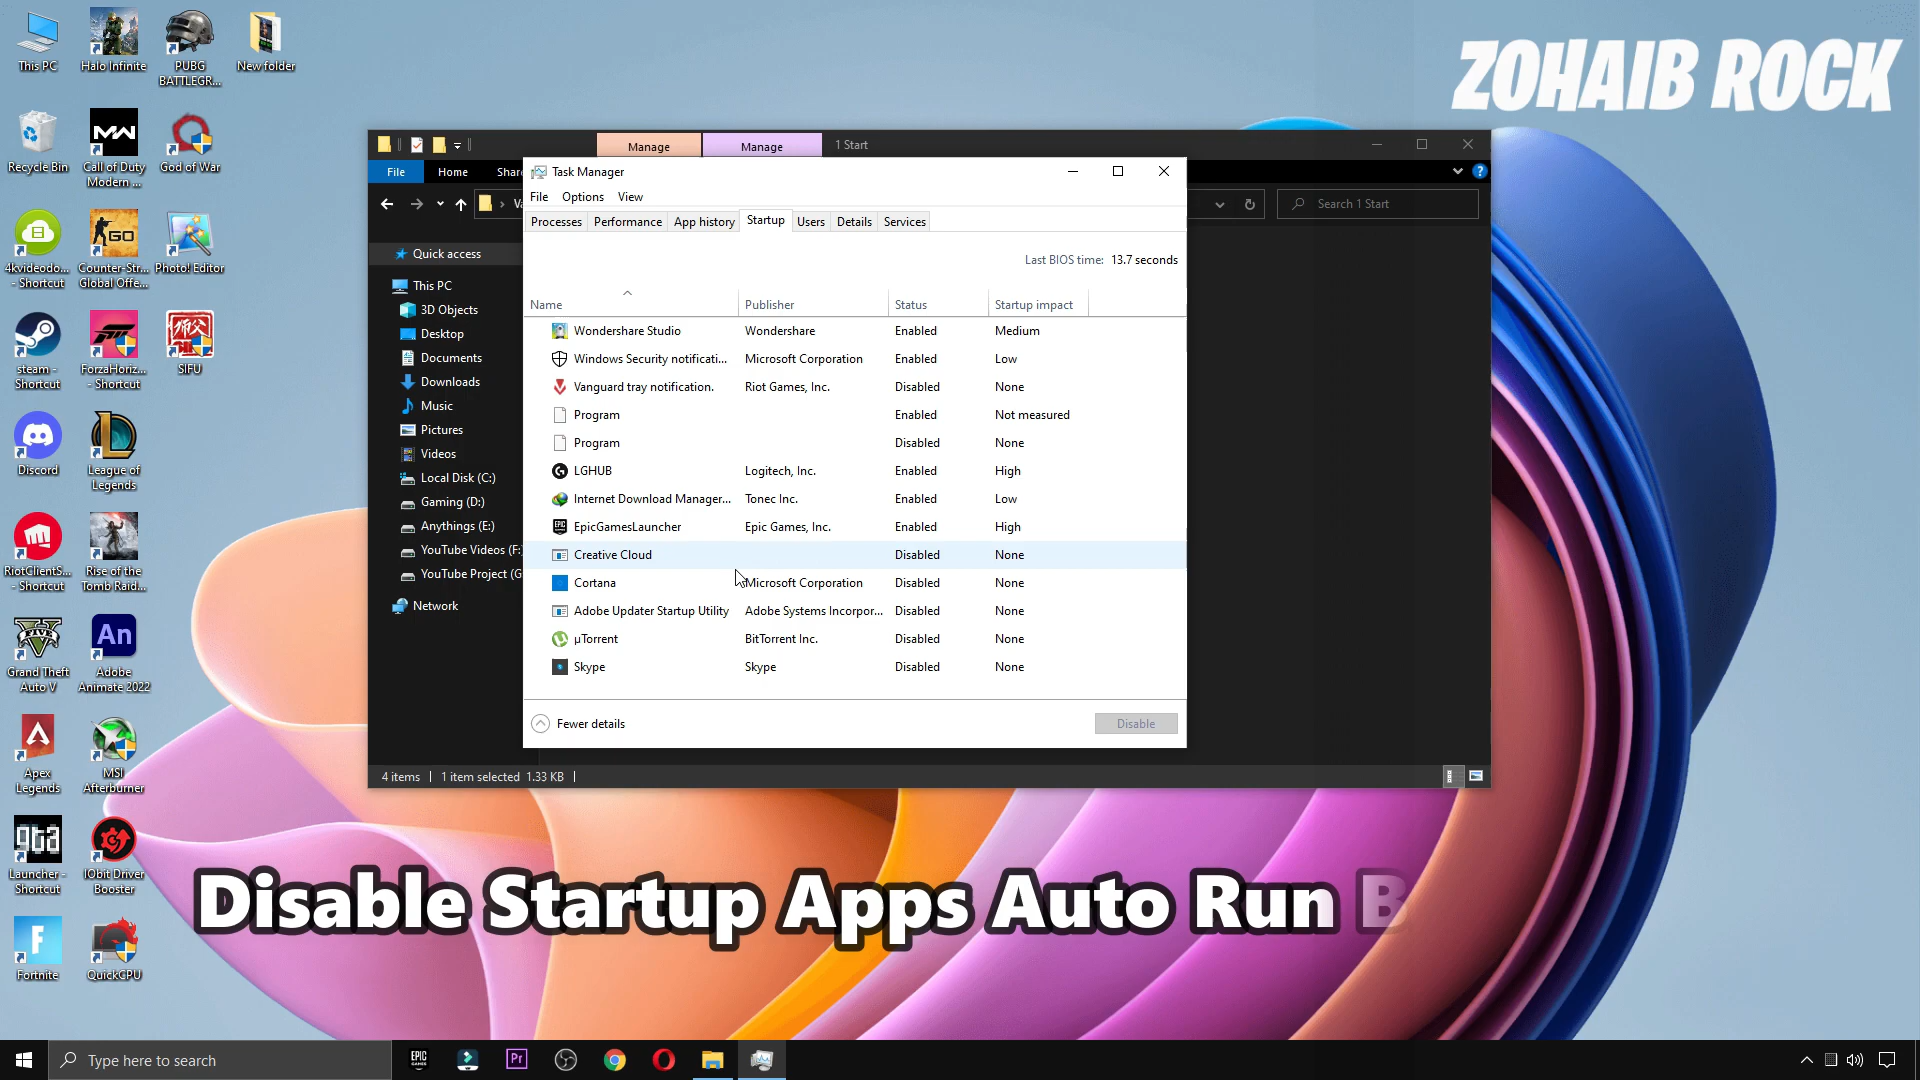 ZOHAIB ROCK
This PC
Halo Infinite
PUBG
BATTLEGR...
New folder
Recycle Bin
MW
Call of Duty
Modern ...
God of War
4kvideodo...
- Shortcut
GO
Counter-Str...
Global Offe...
Photo! Editor
steam -
Shortcut
ForzaHoriz...
- Shortcut
师父
SIFU
Discord
League of
Legends
RiotClientS...
- Shortcut
Rise of the
Tomb Raid...
FIVE
Grand Theft
Auto V
An
Adobe
Animate 2022
Apex
Legends
MSI
Afterburner
gta
Launcher -
Shortcut
IObit Driver
Booster
F
Fortnite
QuickCPU
Manage
Manage
1 Start
File
Home
Share
Search 1 Start
Quick access
This PC
3D Objects
Desktop
Documents
Downloads
Music
Pictures
Videos
Local Disk (C:)
Gaming (D:)
Anythings (E:)
YouTube Videos (F:
YouTube Project (G
Network
4 items
1 item selected 1.33 KB
Task Manager
File Options View
Processes Performance App history Startup Users Details Services
Last BIOS time: 13.7 seconds
Name Publisher Status Startup impact
Wondershare Studio Wondershare Enabled Medium
Windows Security notificati... Microsoft Corporation Enabled Low
Vanguard tray notification. Riot Games, Inc. Disabled None
Program Enabled Not measured
Program Disabled None
LGHUB Logitech, Inc. Enabled High
Internet Download Manager... Tonec Inc. Enabled Low
EpicGamesLauncher Epic Games, Inc. Enabled High
Creative Cloud Disabled None
Cortana Microsoft Corporation Disabled None
Adobe Updater Startup Utility Adobe Systems Incorpor... Disabled None
µTorrent BitTorrent Inc. Disabled None
Skype Skype Disabled None
Fewer details
Disable
Disable Startup Apps Auto Run B
Type here to search
EPIC
GAMES
Pr